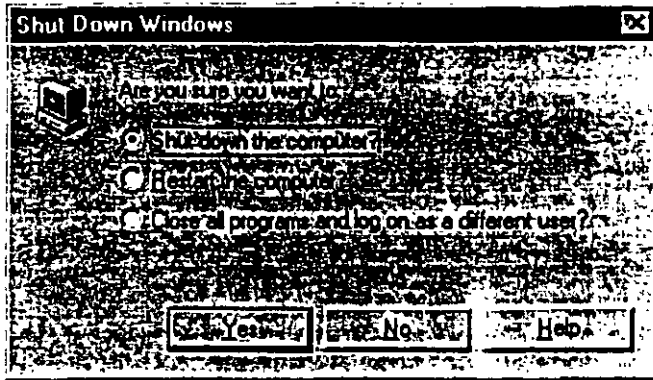 Shut Down Windows
Are you sure you want to:
Shut down the computer?
Restart the computer?
Close all programs and log on as a different user?
Yes
No
Help